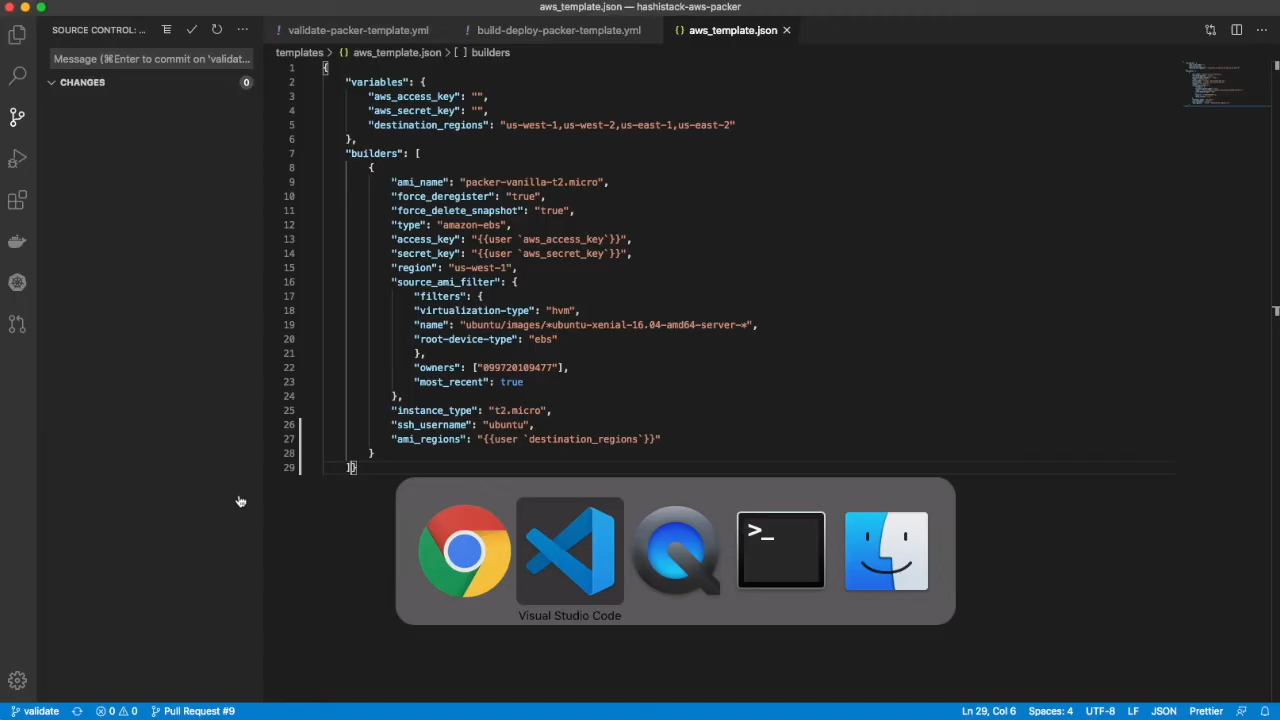 aws_template.json — hashistack-aws-packer
SOURCE CONTROL: ...
! validate-packer-template.yml
! build-deploy-packer-template.yml
{} aws_template.json
Message (⌘Enter to commit on 'validat...
templates > {} aws_template.json > [ ] builders
CHANGES
0
1 {
2 "variables": {
3 "aws_access_key": "",
4 "aws_secret_key": "",
5 "destination_regions": "us-west-1,us-west-2,us-east-1,us-east-2"
6 },
7 "builders": [
8 {
9 "ami_name": "packer-vanilla-t2.micro",
10 "force_deregister": "true",
11 "force_delete_snapshot": "true",
12 "type": "amazon-ebs",
13 "access_key": "{{user `aws_access_key`}}",
14 "secret_key": "{{user `aws_secret_key`}}",
15 "region": "us-west-1",
16 "source_ami_filter": {
17 "filters": {
18 "virtualization-type": "hvm",
19 "name": "ubuntu/images/*ubuntu-xenial-16.04-amd64-server-*",
20 "root-device-type": "ebs"
21 },
22 "owners": ["099720109477"],
23 "most_recent": true
24 },
25 "instance_type": "t2.micro",
26 "ssh_username": "ubuntu",
27 "ami_regions": "{{user `destination_regions`}}"
28 }
29 ]}
>_
Visual Studio Code
validate
0 0
Pull Request #9
Ln 29, Col 6
Spaces: 4
UTF-8
LF
JSON
Prettier